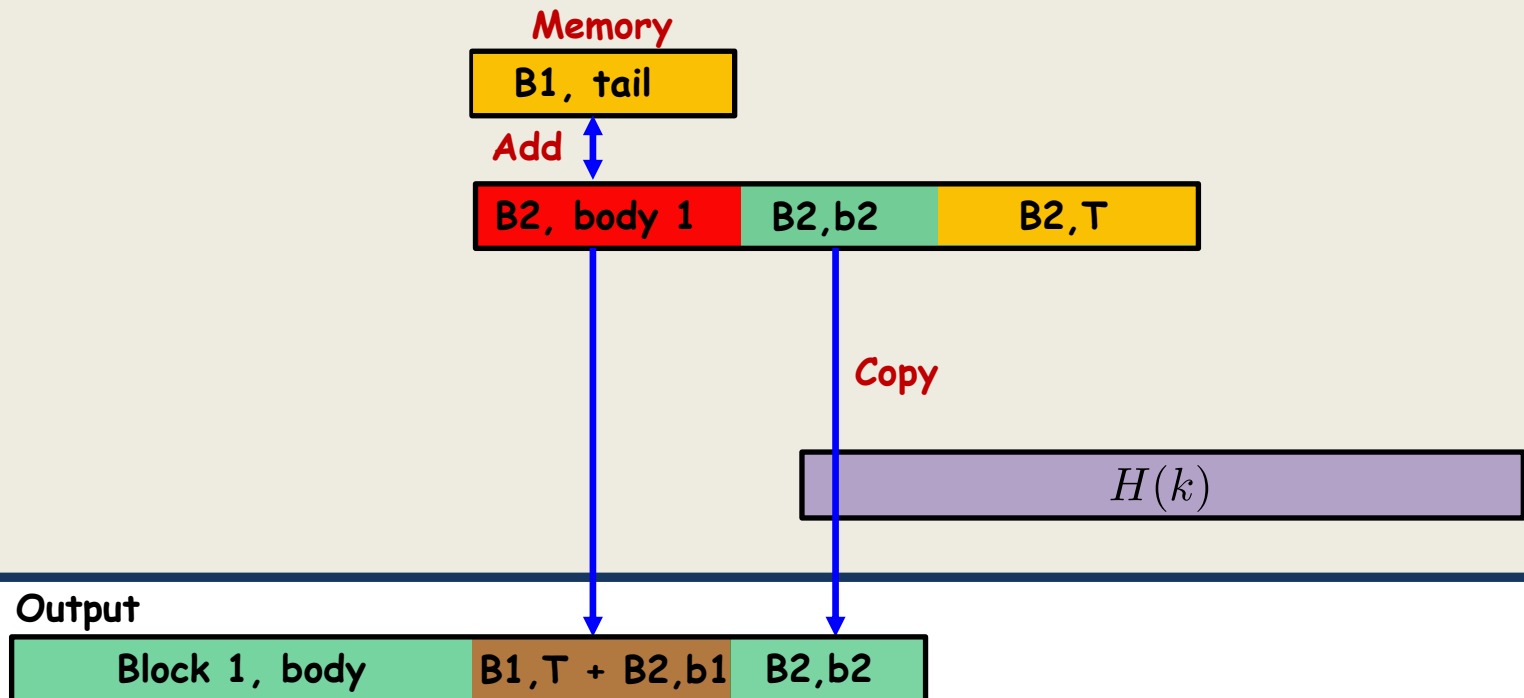 Memory
B1, tail
Add
B2, body 1 B2,b2 B2,T
Copy
H(k)
Output
Block 1, body B1,T + B2,b1 B2,b2